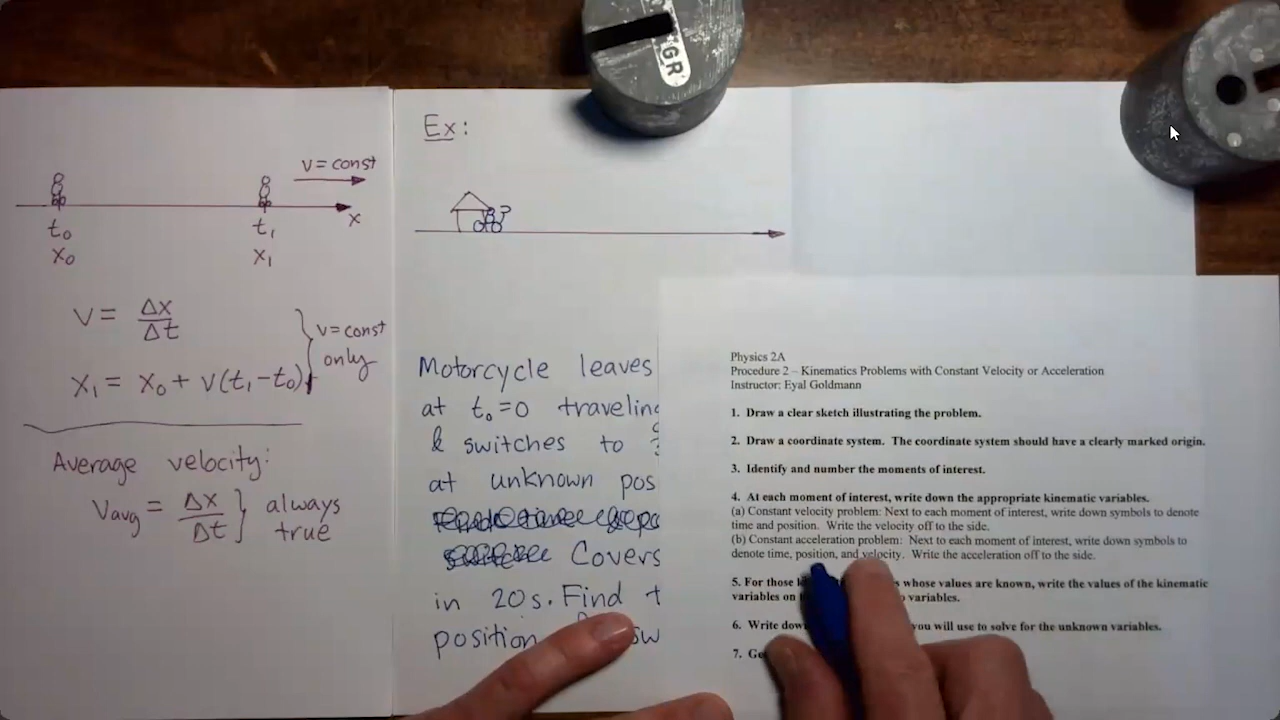 v = const
x
t₀
t₁
x₀
x₁
v = Δx/Δt
x₁ = x₀ + v(t₁ - t₀)
v = const
only
Average velocity:
Vavg = Δx/Δt } always
true
Ex:
GR
Motorcycle leaves
at t₀=0 traveling
& switches to
at unknown pos
Covers
in 20s. Find t
position
Physics 2A
Procedure 2 – Kinematics Problems with Constant Velocity or Acceleration
Instructor: Eyal Goldmann
1. Draw a clear sketch illustrating the problem.
2. Draw a coordinate system. The coordinate system should have a clearly marked origin.
3. Identify and number the moments of interest.
4. At each moment of interest, write down the appropriate kinematic variables.
(a) Constant velocity problem: Next to each moment of interest, write down symbols to denote
time and position. Write the velocity off to the side.
(b) Constant acceleration problem: Next to each moment of interest, write down symbols to
denote time, position, and velocity. Write the acceleration off to the side.
5. For those whose values are known, write the values of the kinematic
variables on variables.
6. Write down you will use to solve for the unknown variables.
7.